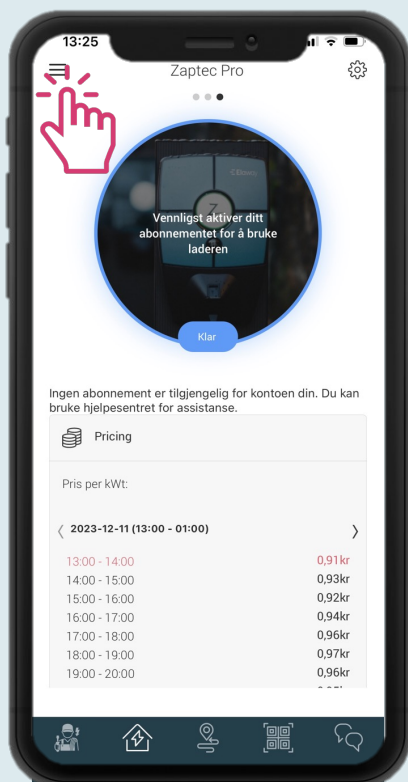 13:25
Zaptec Pro
Z
Vennligst aktiver ditt
abonnementet for å bruke
laderen
Klar
Ingen abonnement er tilgjengelig for kontoen din. Du kan
bruke hjelpesentret for assistanse.
Pricing
Pris per kWt:
2023-12-11 (13:00 - 01:00)
13:00 - 14:00 0,91kr
14:00 - 15:00 0,93kr
15:00 - 16:00 0,92kr
16:00 - 17:00 0,94kr
17:00 - 18:00 0,96kr
18:00 - 19:00 0,97kr
19:00 - 20:00 0,96kr